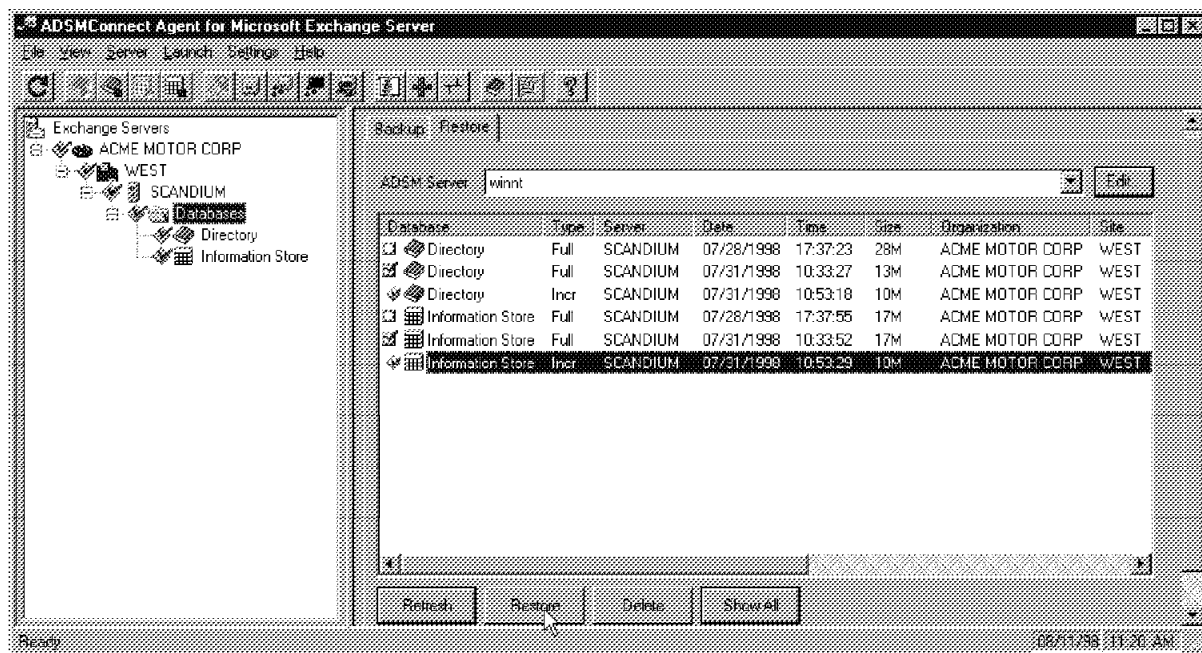 ADSMConnect Agent for Microsoft Exchange Server
File View Server Launch Settings Help
Exchange Servers
ACME MOTOR CORP
WEST
SCANDIUM
Databases
Directory
Information Store
Backup Restore
ADSM Server winnt Edit
Database Type Server Date Time Size Organization Site
Directory Full SCANDIUM 07/28/1998 17:37:23 28M ACME MOTOR CORP WEST
Directory Full SCANDIUM 07/31/1998 10:33:27 13M ACME MOTOR CORP WEST
Directory Incr SCANDIUM 07/31/1998 10:53:18 10M ACME MOTOR CORP WEST
Information Store Full SCANDIUM 07/28/1998 17:37:55 17M ACME MOTOR CORP WEST
Information Store Full SCANDIUM 07/31/1998 10:33:52 17M ACME MOTOR CORP WEST
Information Store Incr SCANDIUM 07/31/1998 10:53:29 10M ACME MOTOR CORP WEST
Refresh Restore Delete Show All
Ready 08/11/98 11:20 AM